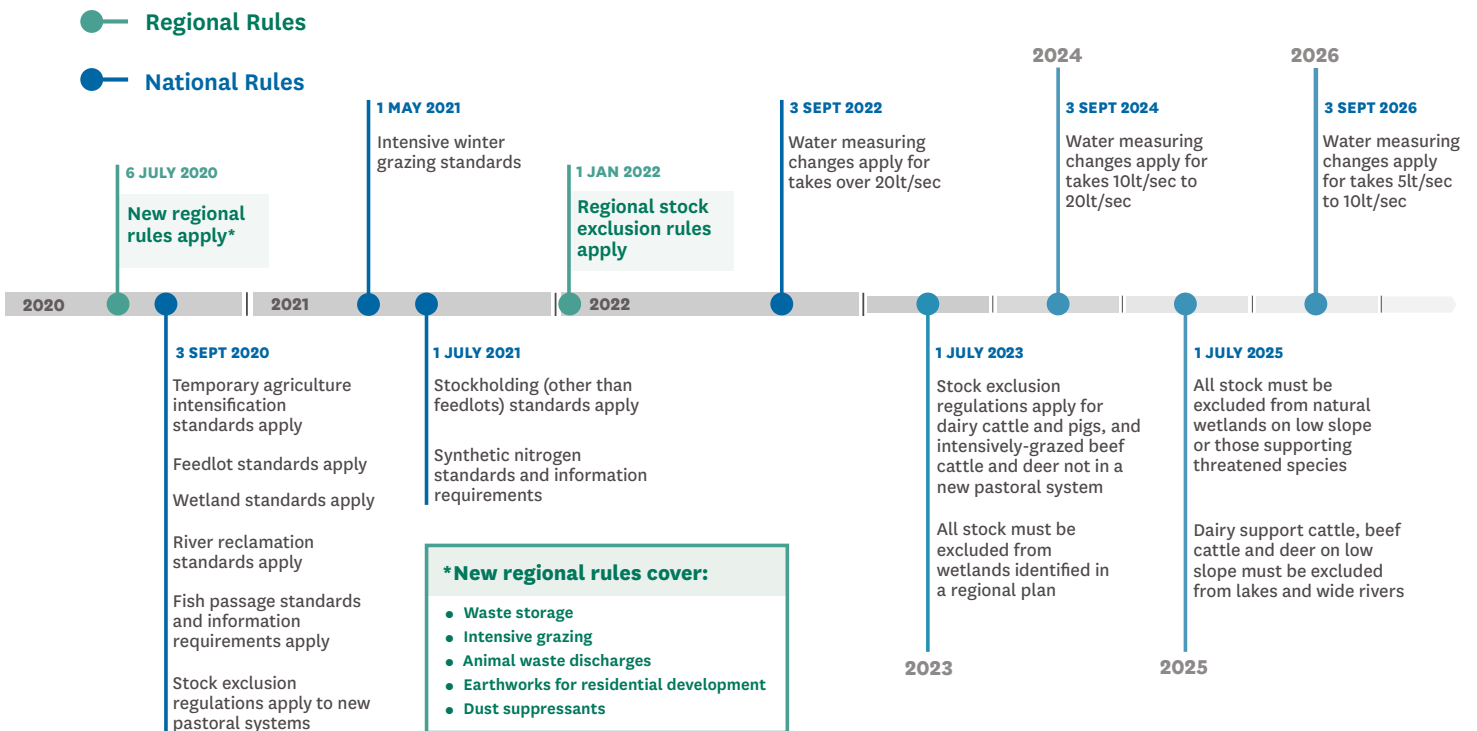 Regional Rules
National Rules
6 JULY 2020
New regional
rules apply*
1 MAY 2021
Intensive winter
grazing standards
1 JAN 2022
Regional stock
exclusion rules
apply
3 SEPT 2022
Water measuring
changes apply for
takes over 20lt/sec
2024
3 SEPT 2024
Water measuring
changes apply for
takes 10lt/sec to
20lt/sec
2026
3 SEPT 2026
Water measuring
changes apply
for takes 5lt/sec
to 10lt/sec
2020
2021
2022
3 SEPT 2020
Temporary agriculture
intensification
standards apply
Feedlot standards apply
Wetland standards apply
River reclamation
standards apply
Fish passage standards
and information
requirements apply
Stock exclusion
regulations apply to new
pastoral systems
1 JULY 2021
Stockholding (other than
feedlots) standards apply
Synthetic nitrogen
standards and information
requirements
*New regional rules cover:
• Waste storage
• Intensive grazing
• Animal waste discharges
• Earthworks for residential development
• Dust suppressants
1 JULY 2023
Stock exclusion
regulations apply for
dairy cattle and pigs, and
intensively-grazed beef
cattle and deer not in a
new pastoral system
All stock must be
excluded from
wetlands identified in
a regional plan
2023
1 JULY 2025
All stock must be
excluded from natural
wetlands on low slope
or those supporting
threatened species
Dairy support cattle, beef
cattle and deer on low
slope must be excluded
from lakes and wide rivers
2025